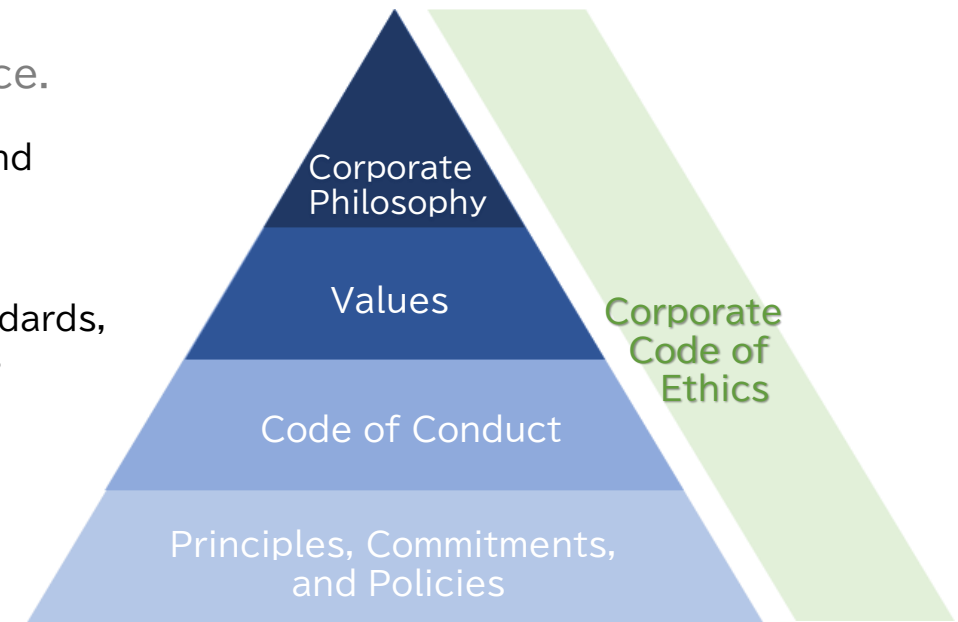 ce.
nd
dards,
Corporate
Philosophy
Values
Corporate
Code of
Ethics
Code of Conduct
Principles, Commitments,
and Policies